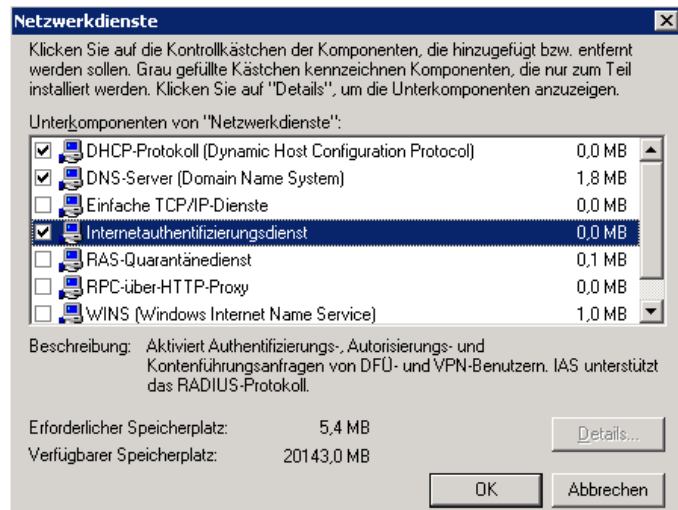 Netzwerkdienste
Klicken Sie auf die Kontrollkästchen der Komponenten, die hinzugefügt bzw. entfernt
werden sollen. Grau gefüllte Kästchen kennzeichnen Komponenten, die nur zum Teil
installiert werden. Klicken Sie auf "Details", um die Unterkomponenten anzuzeigen.
Unterkomponenten von "Netzwerkdienste":
DHCP-Protokoll (Dynamic Host Configuration Protocol) 0,0 MB
DNS-Server (Domain Name System) 1,8 MB
Einfache TCP/IP-Dienste 0,0 MB
Internetauthentifizierungsdienst 0,0 MB
RAS-Quarantänedienst 0,1 MB
RPC-über-HTTP-Proxy 0,0 MB
WINS (Windows Internet Name Service) 1,0 MB
Beschreibung: Aktiviert Authentifizierungs-, Autorisierungs- und
Kontenführungsanfragen von DFÜ- und VPN-Benutzern. IAS unterstützt
das RADIUS-Protokoll.
Erforderlicher Speicherplatz: 5,4 MB
Details...
Verfügbarer Speicherplatz: 20143,0 MB
OK Abbrechen